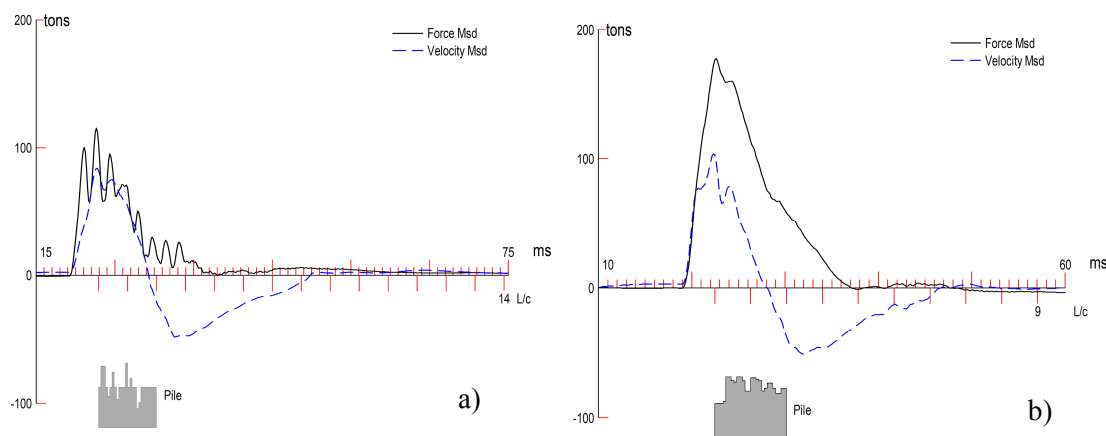 200 tons
Force Msd
Velocity Msd
100
15
75 ms
0
14 L/c
-100
Pile
a)
200 tons
Force Msd
Velocity Msd
100
10
60 ms
0
9 L/c
-100
Pile
b)